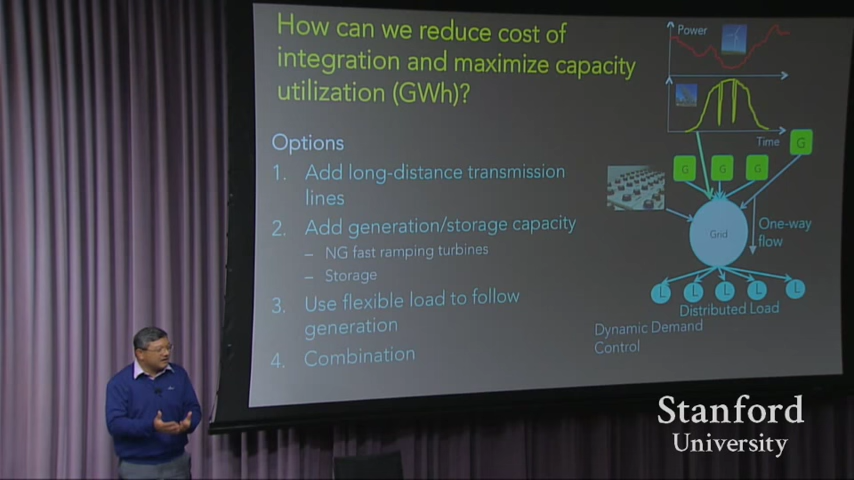 How can we reduce cost of
integration and maximize capacity
utilization (GWh)?
Options
1. Add long-distance transmission
lines
2. Add generation/storage capacity
– NG fast ramping turbines
– Storage
3. Use flexible load to follow
generation
4. Combination
Power
Time
G
G
G
G
Grid
One-way
flow
L
L
L
L
L
Distributed Load
Dynamic Demand
Control
Stanford
University